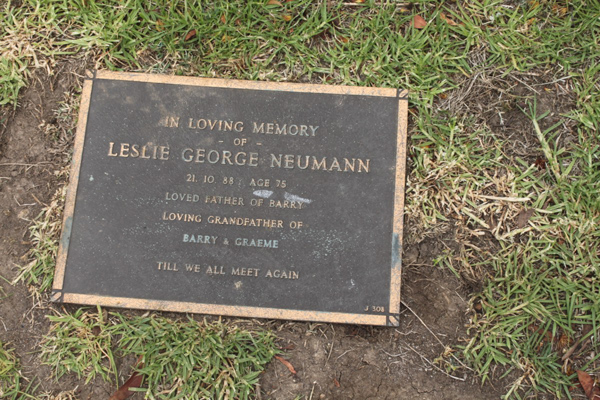 IN LOVING MEMORY
- OF -
LESLIE GEORGE NEUMANN
21. 10. 88 AGE 75
LOVED FATHER OF BARRY
LOVING GRANDFATHER OF
BARRY & GRAEME
TILL WE ALL MEET AGAIN
J 308